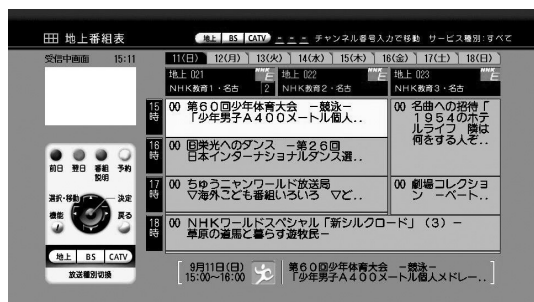 地上番組表
地上 BS CATV _ _ _ チャンネル番号入力で移動 サービス種別:すべて
受信中画面 15:11
11(日) 12(月) 13(火) 14(水) 15(木) 16(金) 17(土) 18(日)
地上 021 NHK E 地上 022 NHK E 地上 023
NHK教育1・名古 2 NHK教育2・名古 NHK教育3・名古
15時
00 第60回少年体育大会 -競泳-
「少年男子A400メートル個人..
00 名曲への招待「
1954のホテ
ルライフ 隣は
何をする人ぞ..
16時
00 回栄光へのダンス -第26回
日本インターナショナルダンス選..
17時
00 ちゅうニャンワールド放送局
▽海外こども番組いろいろ ▽ど..
00 劇場コレクショ
ン -ベート..
18時
00 NHKワールドスペシャル「新シルクロード」(3) -
草原の道馬と暮らす遊牧民-
前日 翌日 番組説明 予約
選択・移動 決定
機能 戻る
地上 BS CATV
放送種別切換
9月11日(日)
15:00~16:00
第60回少年体育大会 -競泳-
「少年男子A400メートル個人メドレー..